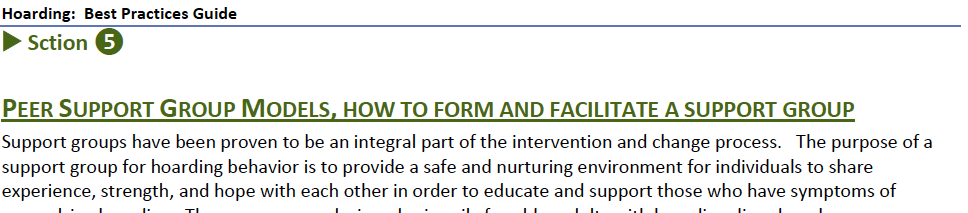 Hoarding: Best Practices Guide
▶ Sction 5
PEER SUPPORT GROUP MODELS, HOW TO FORM AND FACILITATE A SUPPORT GROUP
Support groups have been proven to be an integral part of the intervention and change process. The purpose of a
support group for hoarding behavior is to provide a safe and nurturing environment for individuals to share
experience, strength, and hope with each other in order to educate and support those who have symptoms of